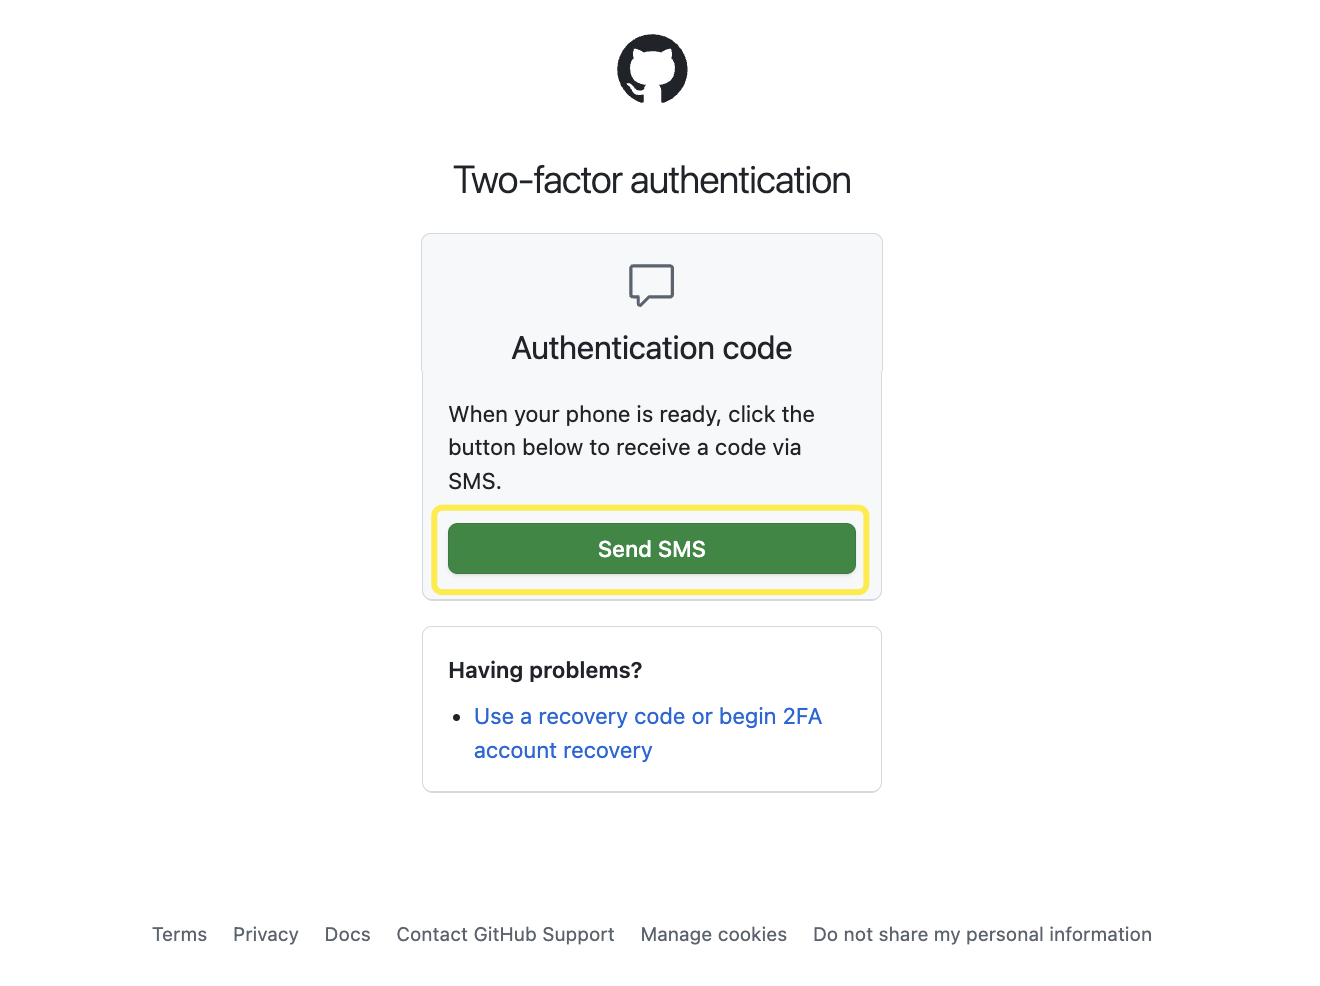 Two-factor authentication
Authentication code
When your phone is ready, click the
button below to receive a code via
SMS.
Send SMS
Having problems?
Use a recovery code or begin 2FA
account recovery
Terms Privacy Docs Contact GitHub Support Manage cookies Do not share my personal information